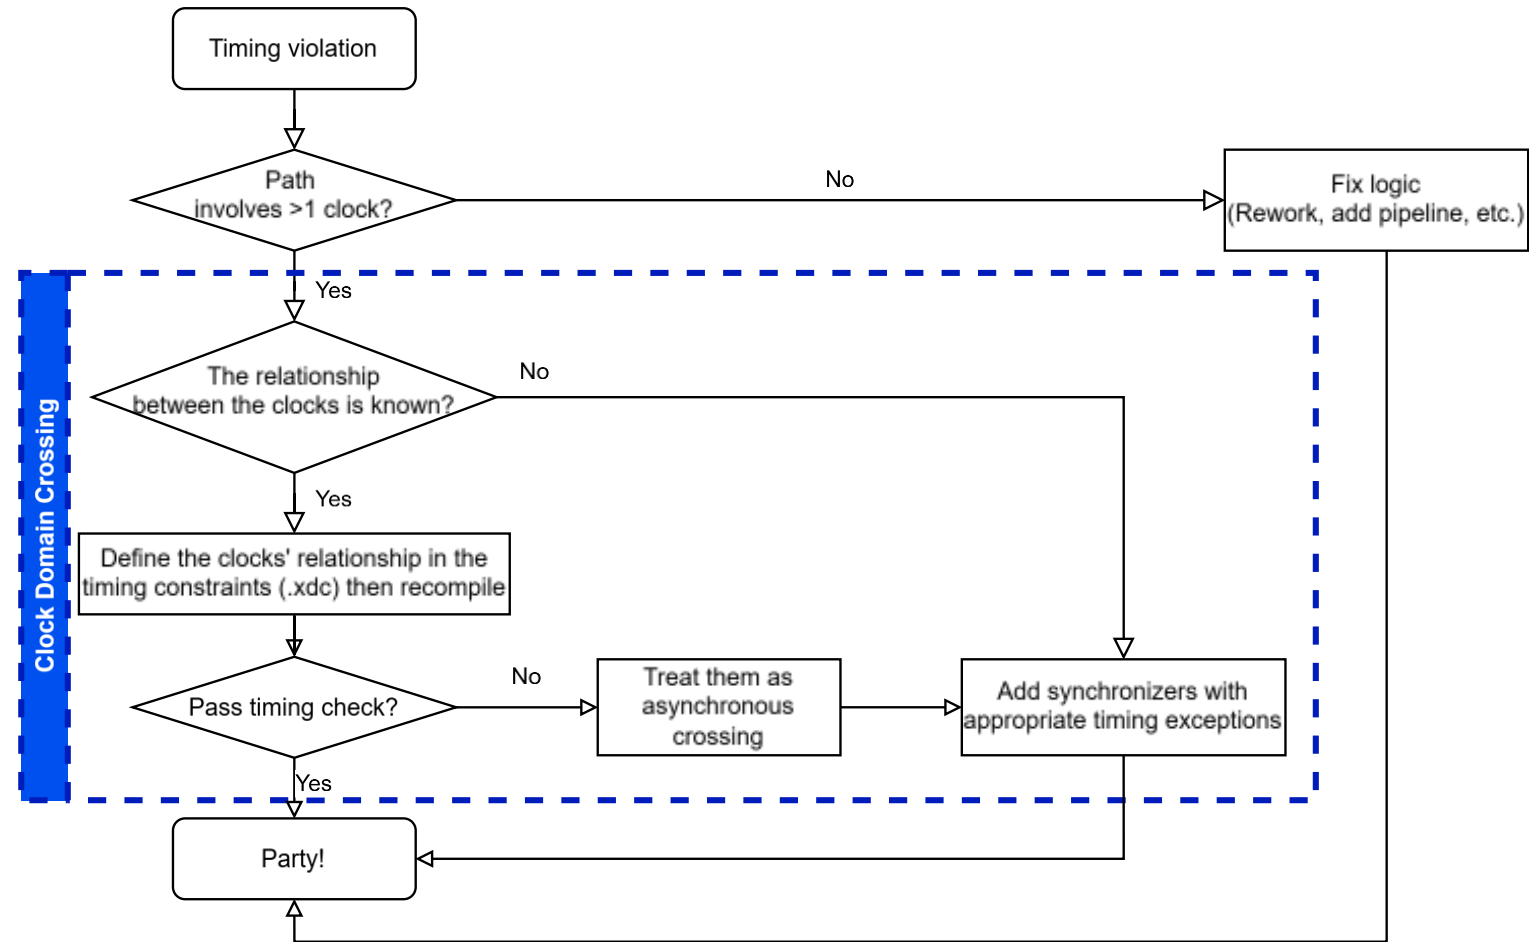 Timing violation
Path
involves >1 clock?
No
Fix logic
(Rework, add pipeline, etc.)
Yes
Clock Domain Crossing
The relationship
between the clocks is known?
No
Yes
Define the clocks' relationship in the
timing constraints (.xdc) then recompile
Pass timing check?
No
Treat them as
asynchronous
crossing
Add synchronizers with
appropriate timing exceptions
Yes
Party!